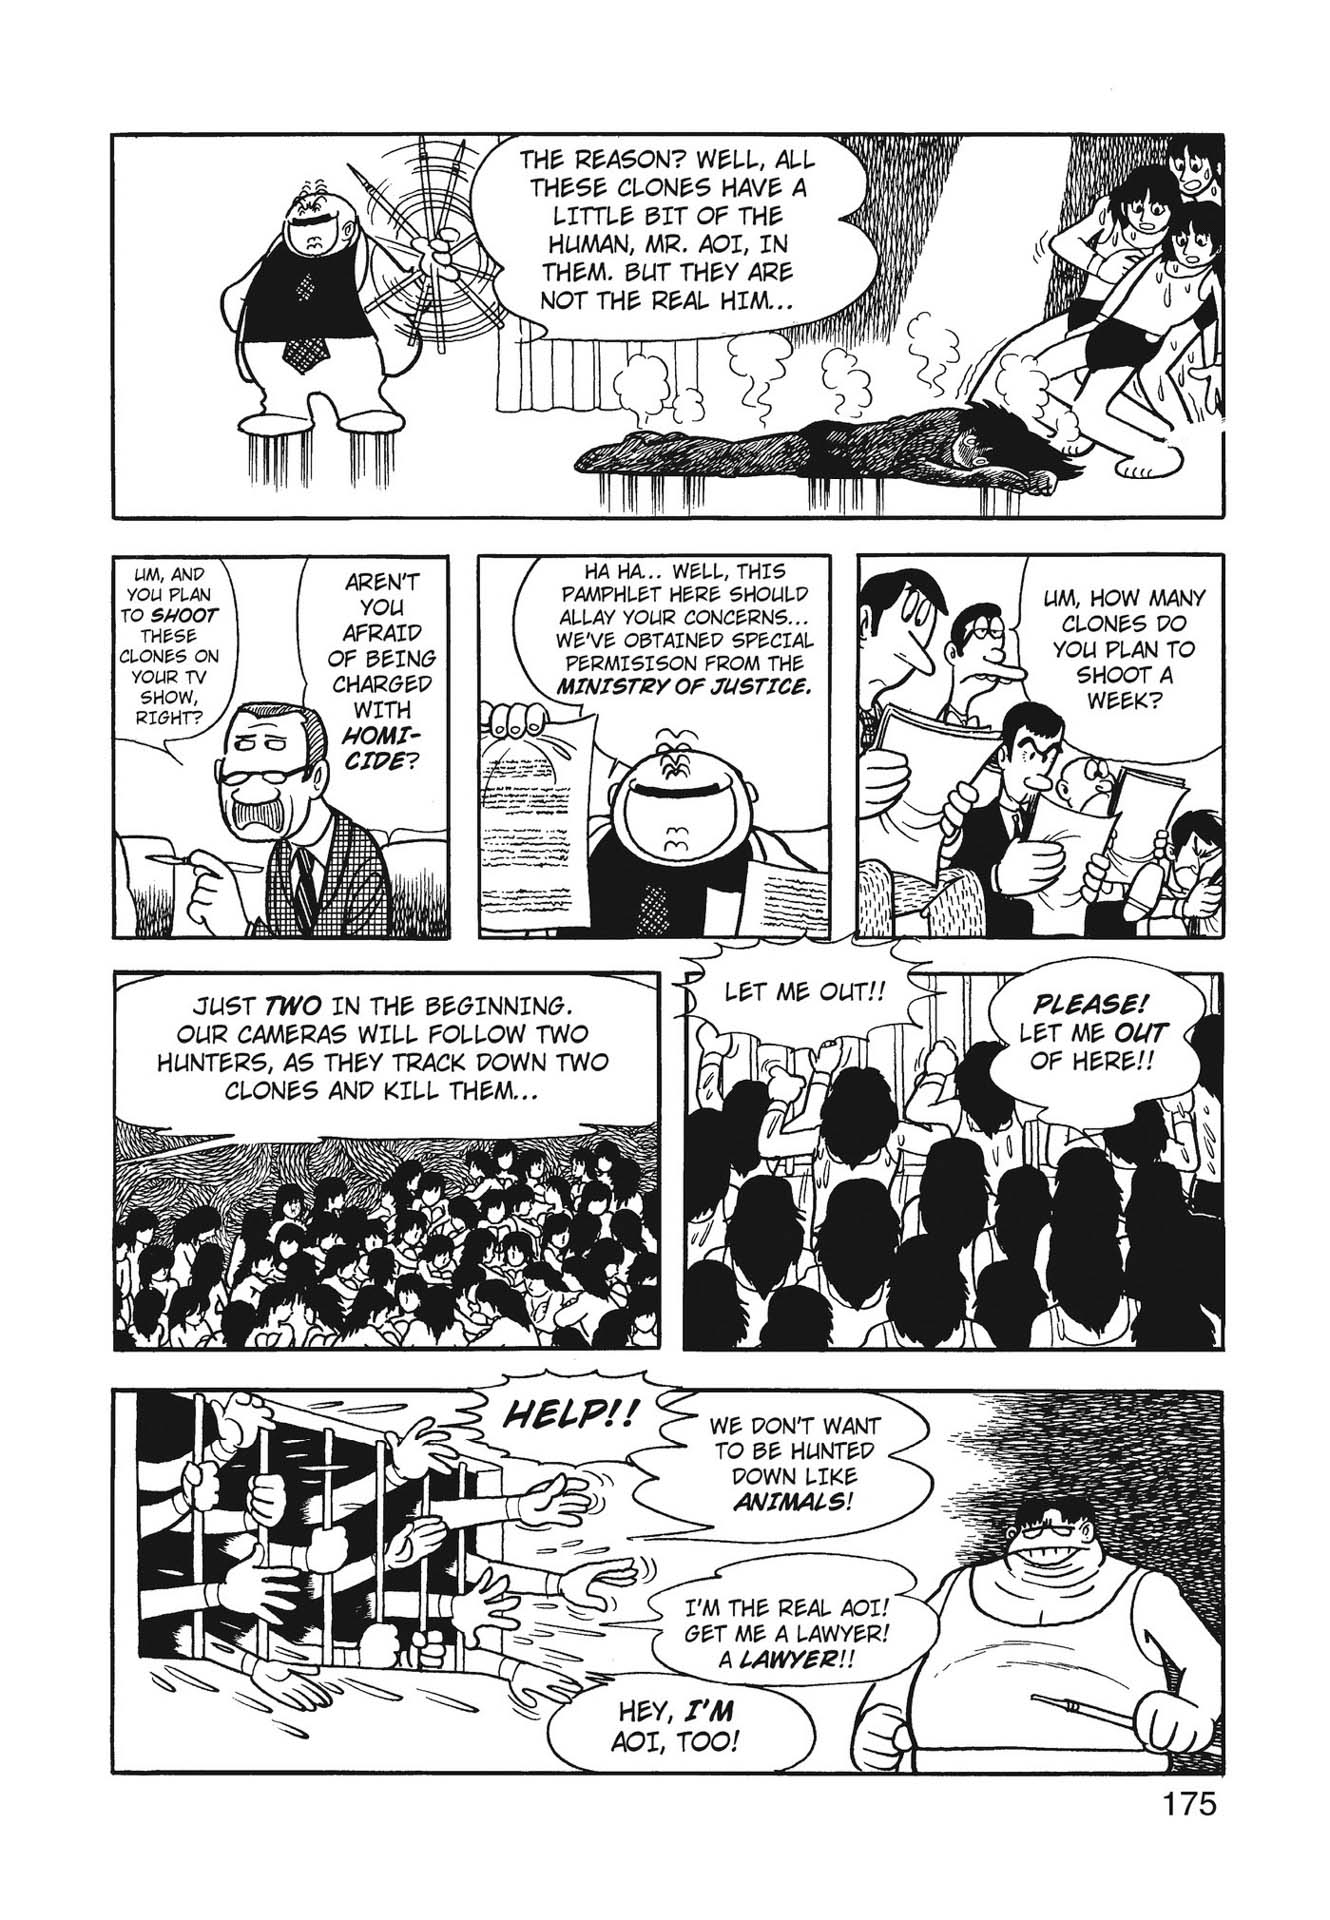 THE REASON? WELL, ALL
THESE CLONES HAVE A
LITTLE BIT OF THE
HUMAN, MR. AOI, IN
THEM. BUT THEY ARE
NOT THE REAL HIM...
UM, AND
YOU PLAN
TO SHOOT
THESE
CLONES ON
YOUR TV
SHOW,
RIGHT?
AREN'T
YOU
AFRAID
OF BEING
CHARGED
WITH
HOMI-
CIDE?
HA HA... WELL, THIS
PAMPHLET HERE SHOULD
ALLAY YOUR CONCERNS...
WE'VE OBTAINED SPECIAL
PERMISISON FROM THE
MINISTRY OF JUSTICE.
UM, HOW MANY
CLONES DO
YOU PLAN TO
SHOOT A
WEEK?
JUST TWO IN THE BEGINNING.
OUR CAMERAS WILL FOLLOW TWO
HUNTERS, AS THEY TRACK DOWN TWO
CLONES AND KILL THEM...
LET ME OUT!!
PLEASE!
LET ME OUT
OF HERE!!
HELP!!
WE DON'T WANT
TO BE HUNTED
DOWN LIKE
ANIMALS!
I'M THE REAL AOI!
GET ME A LAWYER!
A LAWYER!!
HEY, I'M
AOI, TOO!
175